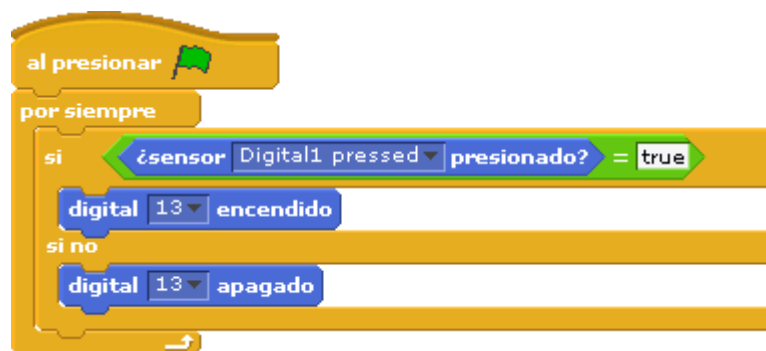 al presionar
por siempre
si ¿sensor Digital1 pressed presionado? = true
digital 13 encendido
si no
digital 13 apagado